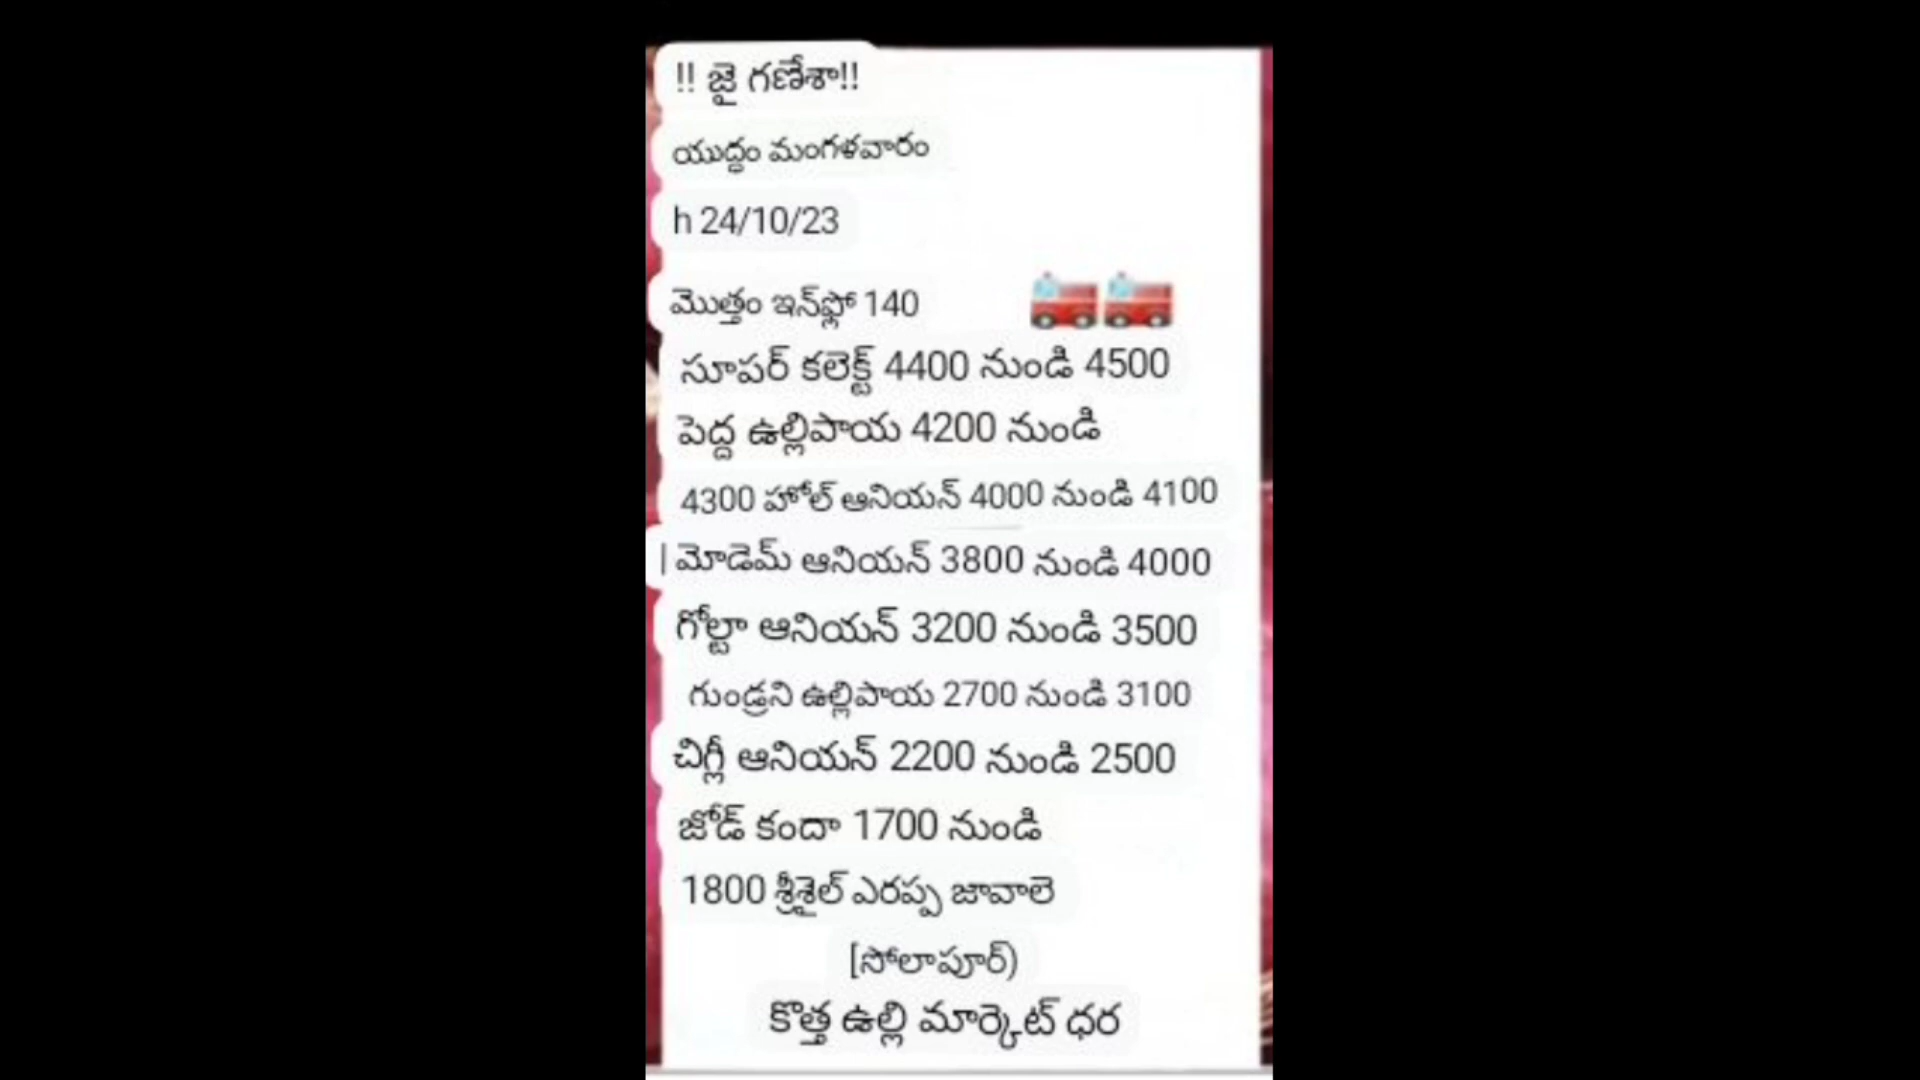 !! జై గణేశా!!
యుద్ధం మంగళవారం
h 24/10/23
మొత్తం ఇన్‌ఫ్లో 140
సూపర్ కలెక్ట్ 4400 నుండి 4500
పెద్ద ఉల్లిపాయ 4200 నుండి
4300 హోల్ ఆనియన్ 4000 నుండి 4100
| మోడెమ్ ఆనియన్ 3800 నుండి 4000
గోల్టా ఆనియన్ 3200 నుండి 3500
గుండ్రని ఉల్లిపాయ 2700 నుండి 3100
చిగ్లీ ఆనియన్ 2200 నుండి 2500
జోడ్ కందా 1700 నుండి
1800 శ్రీశైల్ ఎరప్ప జావాలె
[సోలాపూర్)
కొత్త ఉల్లి మార్కెట్ ధర